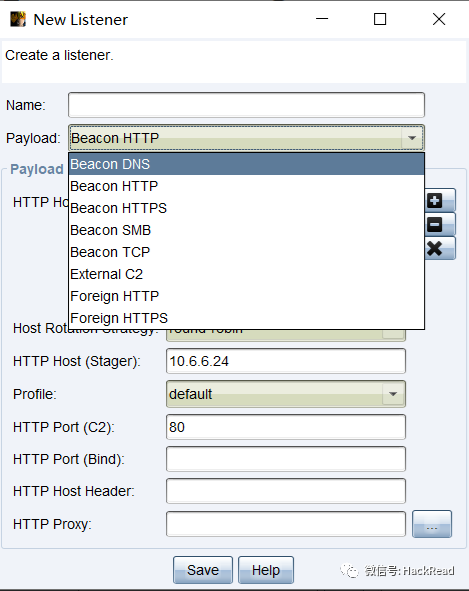 New Listener
Create a listener.
Name:
Payload: Beacon HTTP
Beacon DNS
Payload
Beacon HTTP
HTTP Ho
Beacon HTTPS
Beacon SMB
Beacon TCP
External C2
Foreign HTTP
Foreign HTTPS
Host Rotation Strategy: round-robin
HTTP Host (Stager): 10.6.6.24
Profile: default
HTTP Port (C2): 80
HTTP Port (Bind):
HTTP Host Header:
HTTP Proxy: ...
Save Help
微信号: HackRead